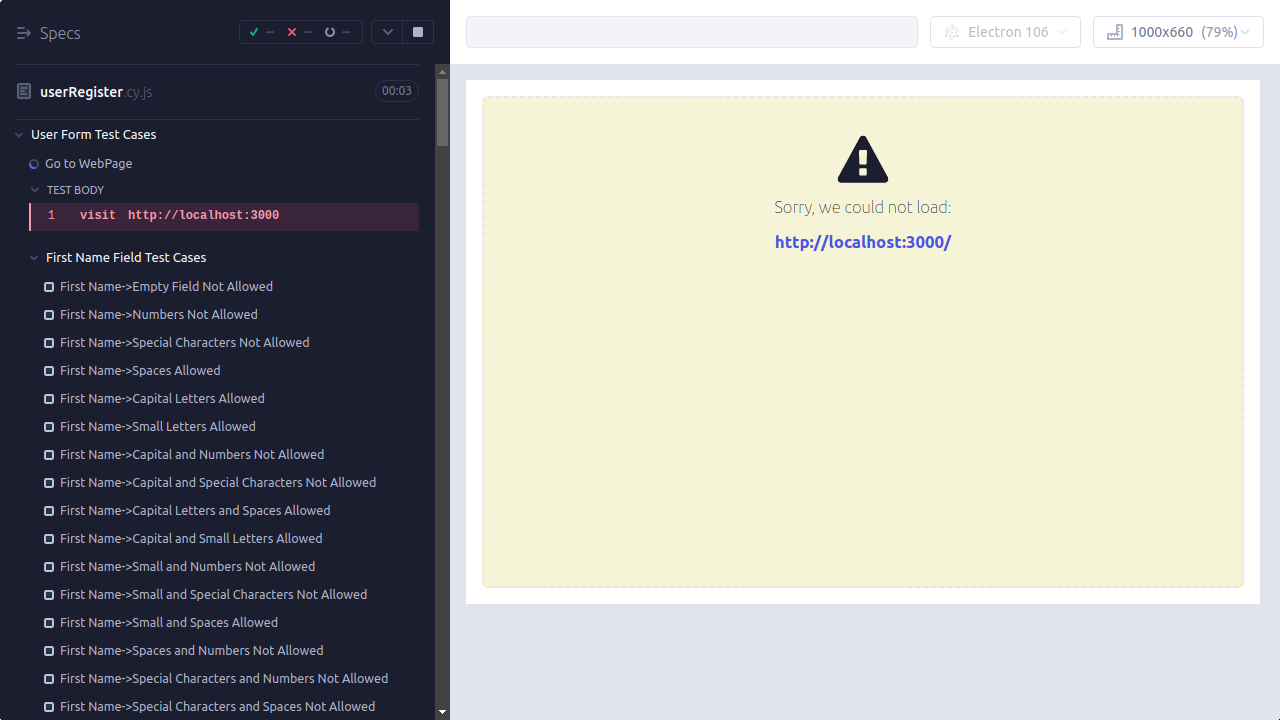 Specs
-- -- --
userRegister.cy.js 00:03
User Form Test Cases
Go to WebPage
TEST BODY
1 visit http://localhost:3000
First Name Field Test Cases
First Name->Empty Field Not Allowed
First Name->Numbers Not Allowed
First Name->Special Characters Not Allowed
First Name->Spaces Allowed
First Name->Capital Letters Allowed
First Name->Small Letters Allowed
First Name->Capital and Numbers Not Allowed
First Name->Capital and Special Characters Not Allowed
First Name->Capital Letters and Spaces Allowed
First Name->Capital and Small Letters Allowed
First Name->Small and Numbers Not Allowed
First Name->Small and Special Characters Not Allowed
First Name->Small and Spaces Allowed
First Name->Spaces and Numbers Not Allowed
First Name->Special Characters and Numbers Not Allowed
First Name->Special Characters and Spaces Not Allowed
Electron 106
1000x660 (79%)
Sorry, we could not load:
http://localhost:3000/